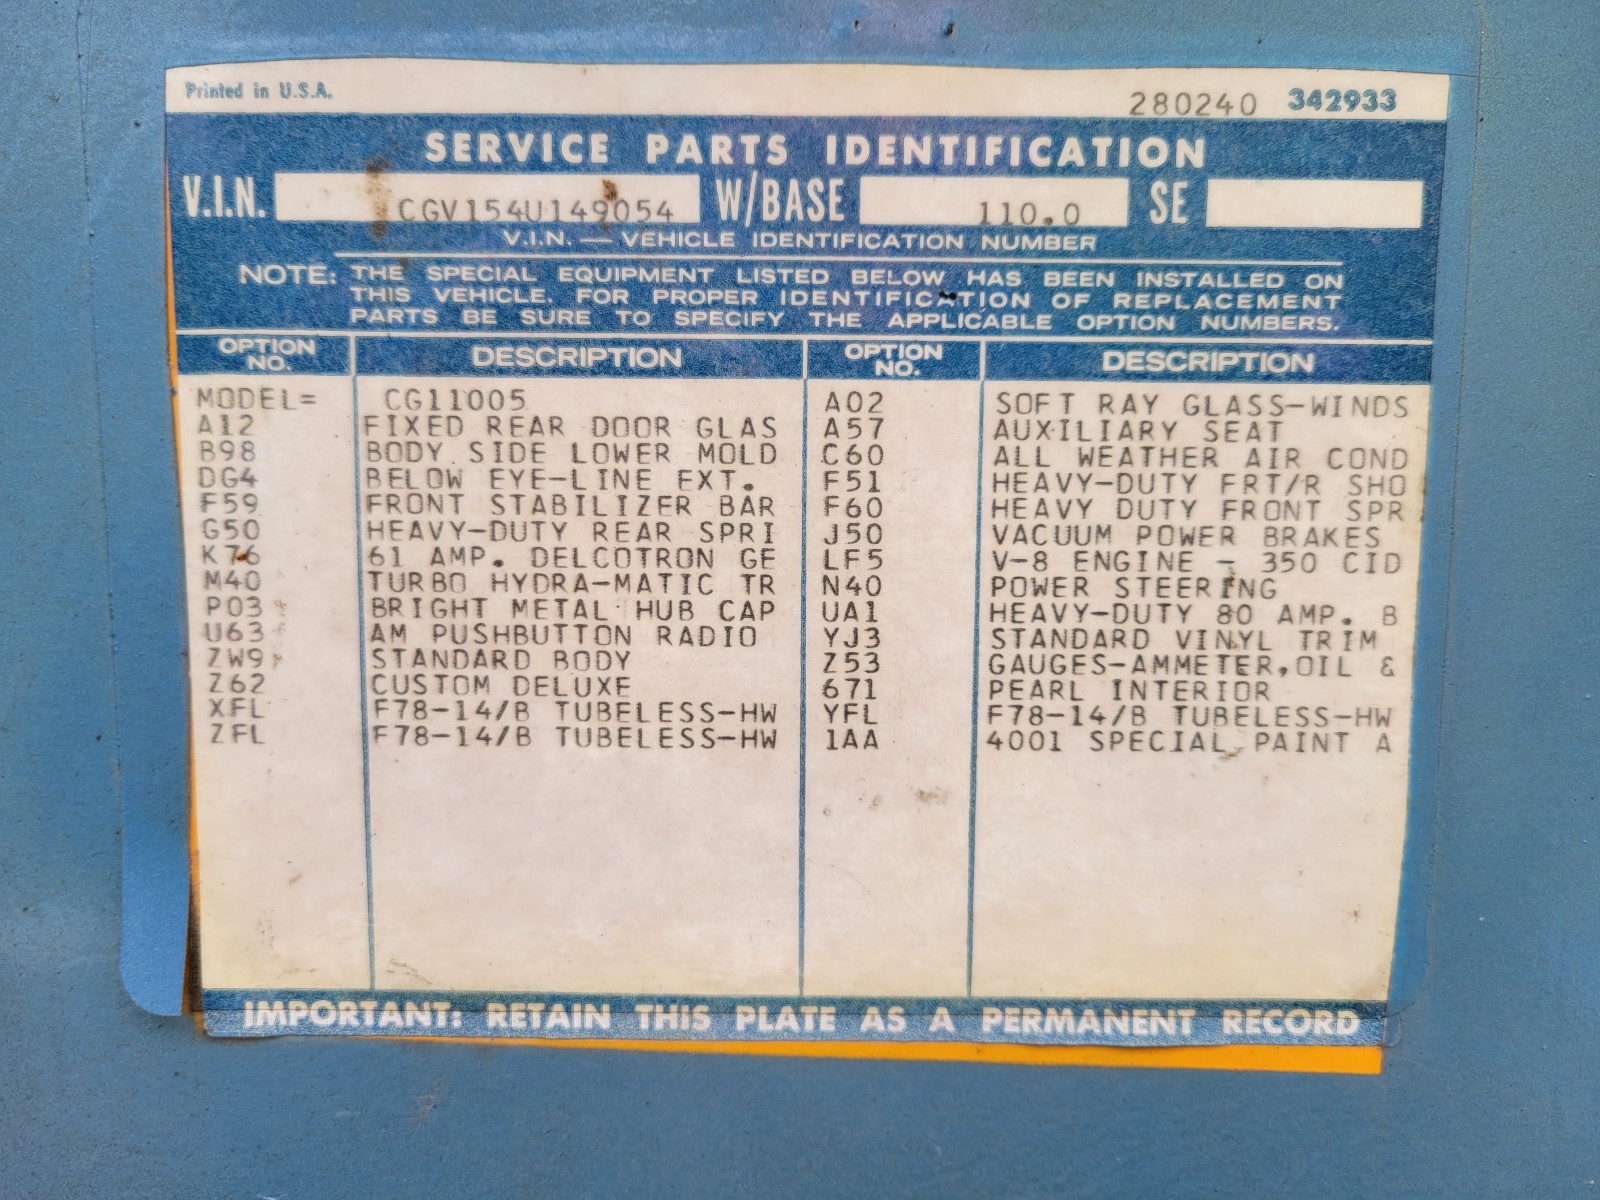 Printed in U.S.A.
280240 342933
SERVICE PARTS IDENTIFICATION
V.I.N. CGV154U149054 W/BASE 110.0 SE
V.I.N. — VEHICLE IDENTIFICATION NUMBER
NOTE: THE SPECIAL EQUIPMENT LISTED BELOW HAS BEEN INSTALLED ON
THIS VEHICLE. FOR PROPER IDENTIFICATION OF REPLACEMENT
PARTS BE SURE TO SPECIFY THE APPLICABLE OPTION NUMBERS.
OPTION NO. DESCRIPTION OPTION NO. DESCRIPTION
MODEL= CG11005 A02 SOFT RAY GLASS-WINDS
A12 FIXED REAR DOOR GLAS A57 AUXILIARY SEAT
B98 BODY SIDE LOWER MOLD C60 ALL WEATHER AIR COND
DG4 BELOW EYE-LINE EXT. F51 HEAVY-DUTY FRT/R SHO
F59 FRONT STABILIZER BAR F60 HEAVY DUTY FRONT SPR
G50 HEAVY-DUTY REAR SPRI J50 VACUUM POWER BRAKES
K76 61 AMP. DELCOTRON GE LF5 V-8 ENGINE - 350 CID
M40 TURBO HYDRA-MATIC TR N40 POWER STEERING
P03 BRIGHT METAL HUB CAP UA1 HEAVY-DUTY 80 AMP. B
U63 AM PUSHBUTTON RADIO YJ3 STANDARD VINYL TRIM
ZW9 STANDARD BODY Z53 GAUGES-AMMETER,OIL &
Z62 CUSTOM DELUXE 671 PEARL INTERIOR
XFL F78-14/B TUBELESS-HW YFL F78-14/B TUBELESS-HW
ZFL F78-14/B TUBELESS-HW 1AA 4001 SPECIAL PAINT A
IMPORTANT: RETAIN THIS PLATE AS A PERMANENT RECORD